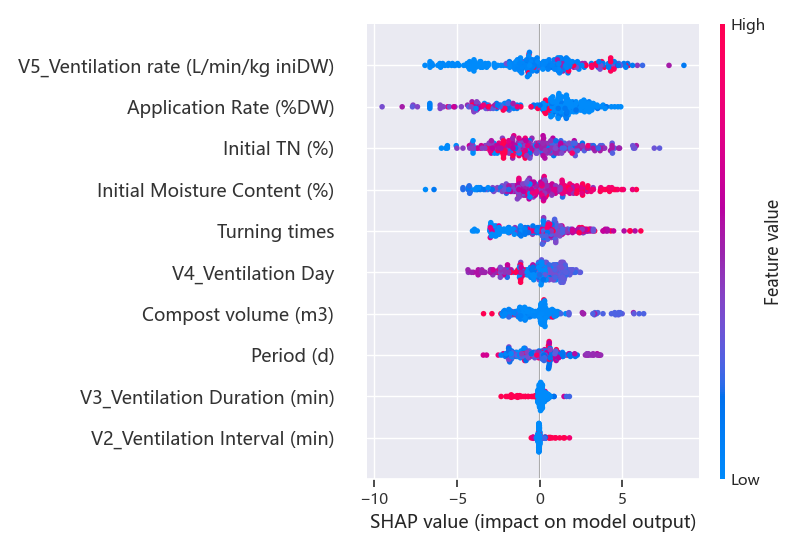 High
V5_Ventilation rate (L/min/kg iniDW)
Application Rate (%DW)
Initial TN (%)
Initial Moisture Content (%)
Turning times
V4_Ventilation Day
Compost volume (m3)
Period (d)
V3_Ventilation Duration (min)
V2_Ventilation Interval (min)
Feature value
Low
−10 −5 0 5
SHAP value (impact on model output)